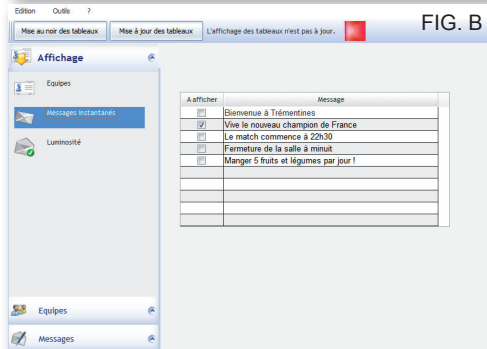 Edition Outils ?
Mise au noir des tableaux Mise à jour des tableaux L'affichage des tableaux n'est pas à jour. FIG. B
Affichage
Equipes
Messages Instantanés
Luminosité
A afficher Message
Bienvenue à Trémentines
Vive le nouveau champion de France
Le match commence à 22h30
Fermeture de la salle à minuit
Manger 5 fruits et légumes par jour !
Equipes
Messages